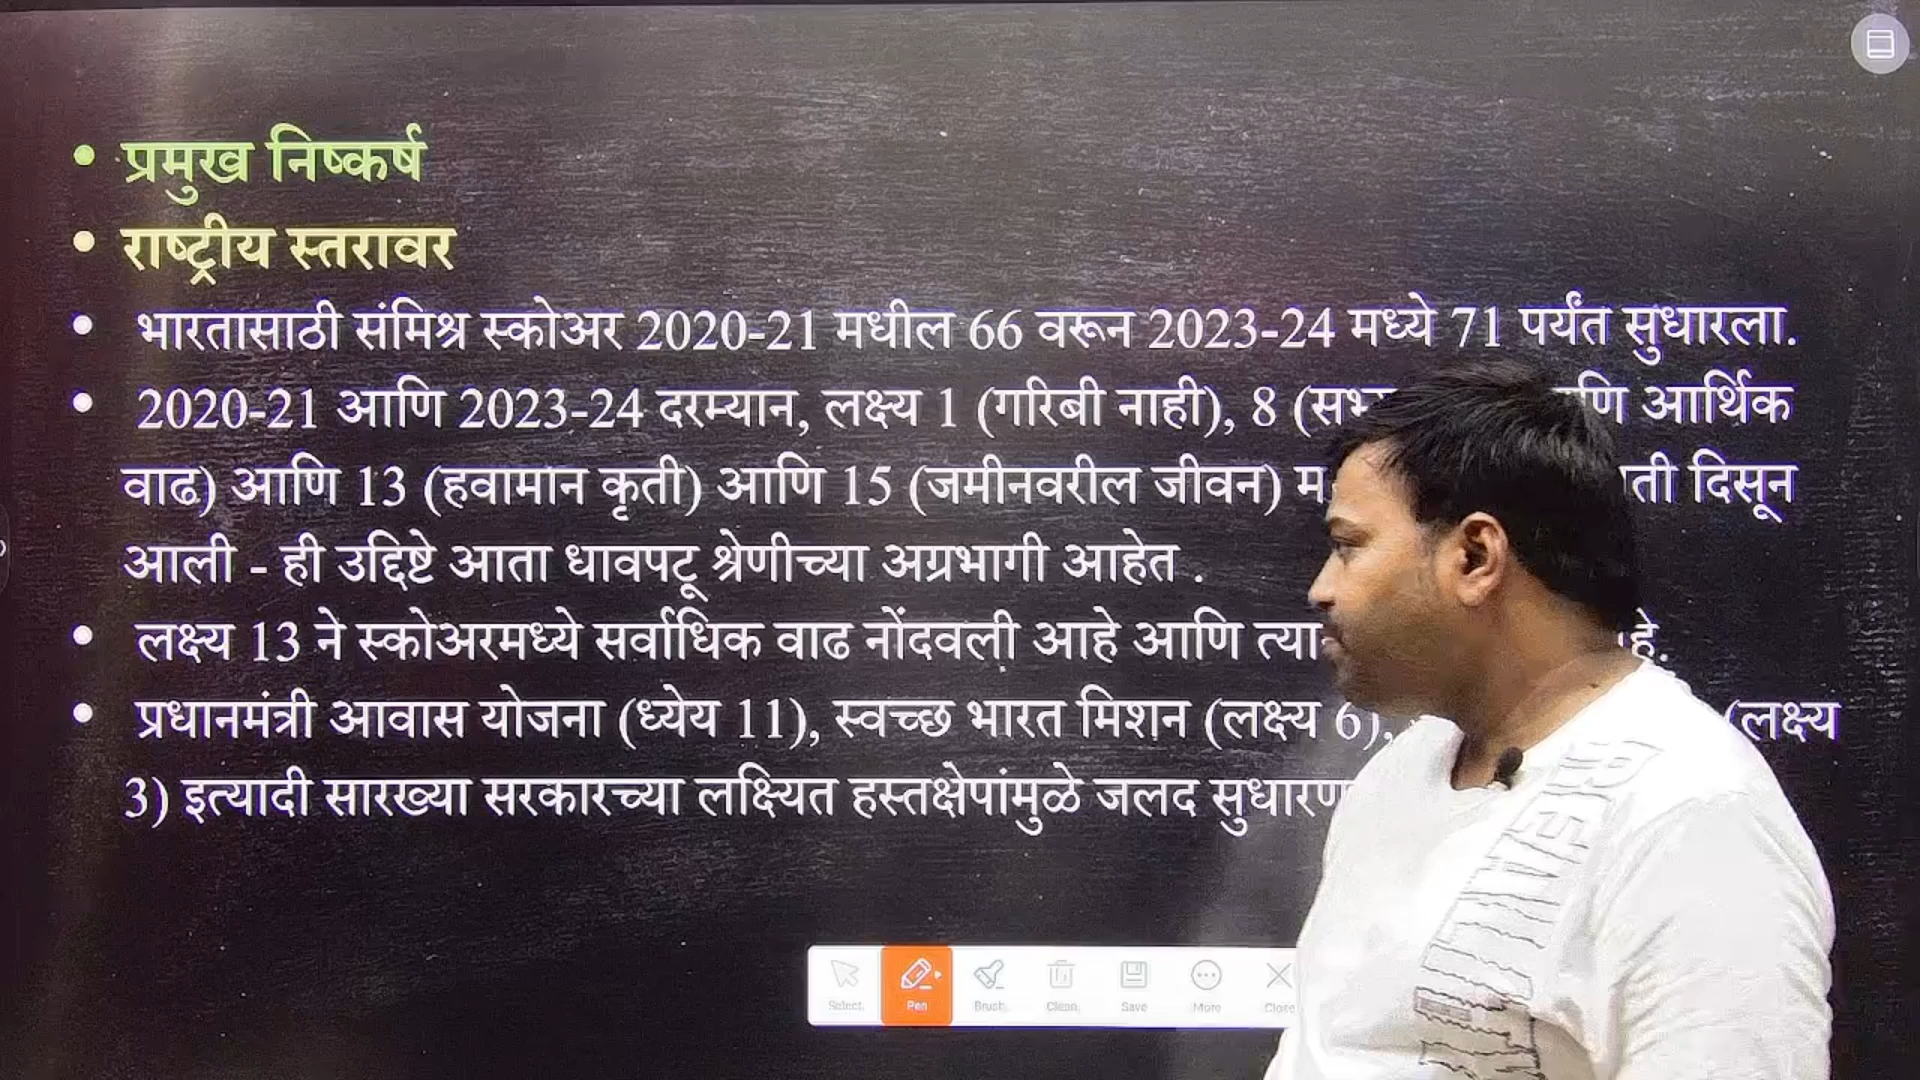 प्रमुख निष्कर्ष
राष्ट्रीय स्तरावर
भारतासाठी संमिश्र स्कोअर 2020-21 मधील 66 वरून 2023-24 मध्ये 71 पर्यंत सुधारला.
2020-21 आणि 2023-24 दरम्यान, लक्ष्य 1 (गरिबी नाही), 8 ( आर्थिक
वाढ) आणि 13 (हवामान कृती) आणि 15 (जमीनवरील जीवन) दिसून
आली - ही उद्दिष्टे आता धावपटू श्रेणीच्या अग्रभागी आहेत .
लक्ष्य 13 ने स्कोअरमध्ये सर्वाधिक वाढ नोंदवली आहे आणि
प्रधानमंत्री आवास योजना (ध्येय 11), स्वच्छ भारत मिशन (लक्ष्य 6), (लक्ष्य
3) इत्यादी सारख्या सरकारच्या लक्ष्यित हस्तक्षेपांमुळे जलद
Select Pen Brush Clean Save More Close
REINVENT